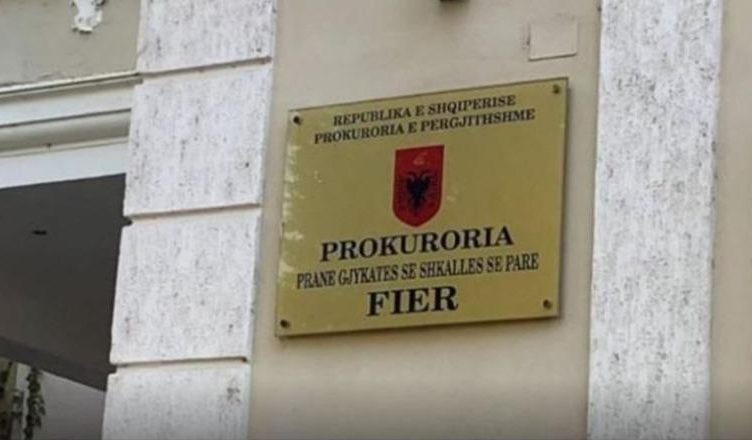 REPUBLIKA E SHQIPERISE
PROKURORIA E PERGJITHSHME
PROKURORIA
PRANE GJYKATES SE SHKALLES SE PARE
FIER